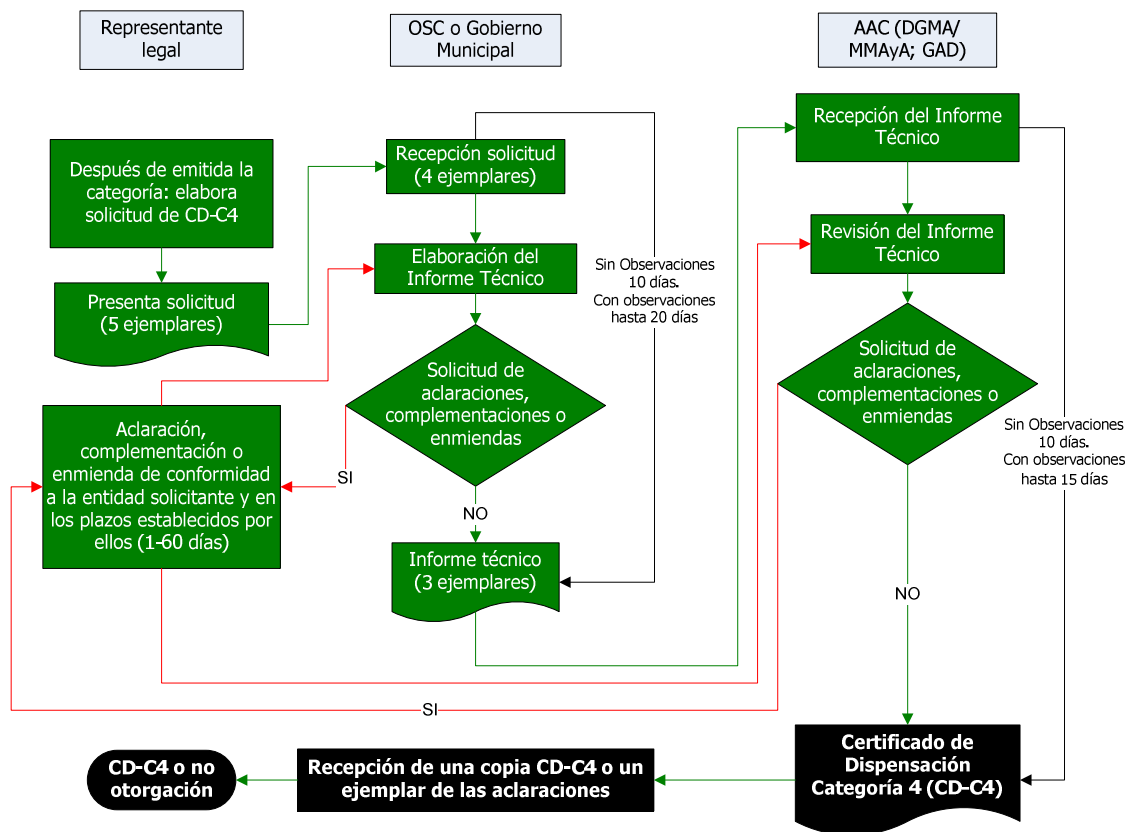 Representante
legal
OSC o Gobierno
Municipal
AAC (DGMA/
MMAyA; GAD)
Después de emitida la
categoría: elabora
solicitud de CD-C4
Presenta solicitud
(5 ejemplares)
Aclaración,
complementación o
enmienda de conformidad
a la entidad solicitante y en
los plazos establecidos por
ellos (1-60 días)
Recepción solicitud
(4 ejemplares)
Elaboración del
Informe Técnico
Solicitud de
aclaraciones,
complementaciones o
enmiendas
SI
NO
Informe técnico
(3 ejemplares)
Sin Observaciones
10 días.
Con observaciones
hasta 20 días
Recepción del Informe
Técnico
Revisión del Informe
Técnico
Solicitud de
aclaraciones,
complementaciones o
enmiendas
Sin Observaciones
10 días.
Con observaciones
hasta 15 días
NO
SI
Certificado de
Dispensación
Categoría 4 (CD-C4)
Recepción de una copia CD-C4 o un
ejemplar de las aclaraciones
CD-C4 o no
otorgación